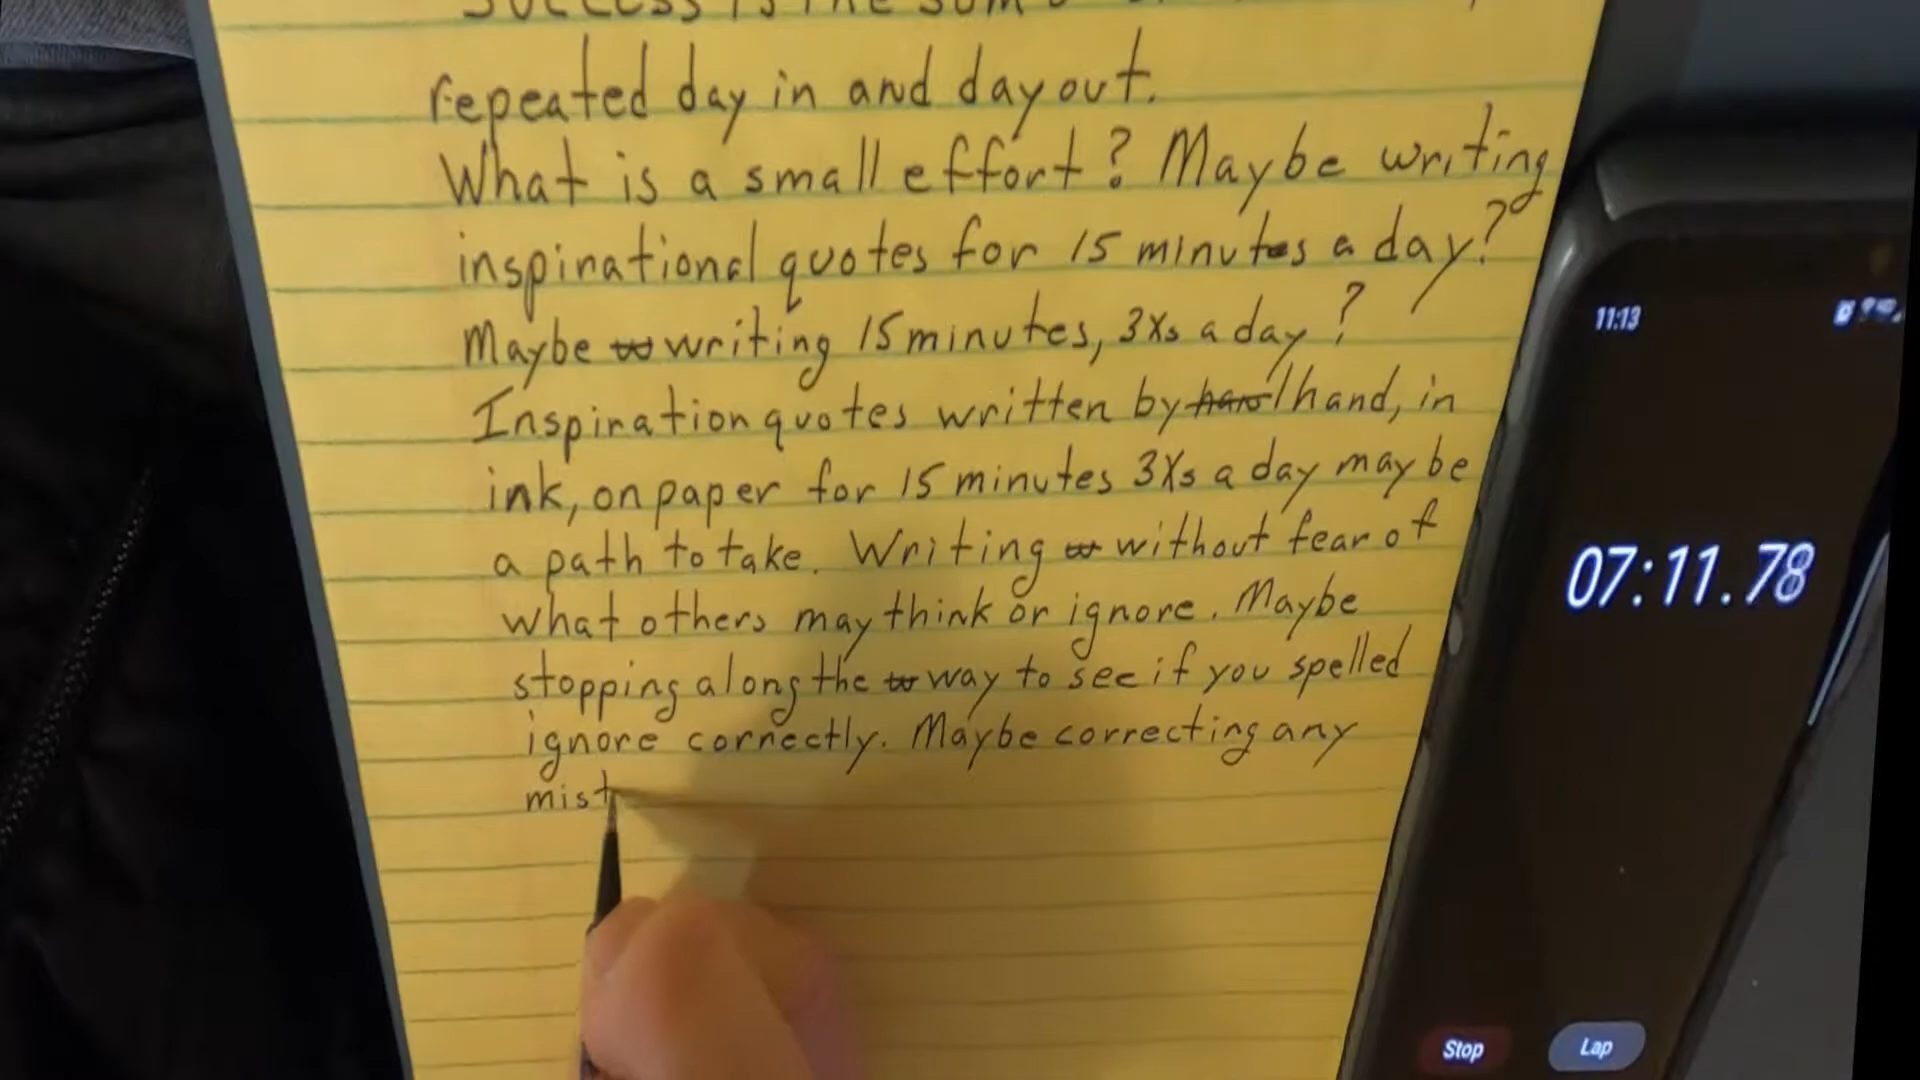 Success is the sum
repeated day in and day out.
What is a small effort? Maybe writing
inspirational quotes for 15 minutes a day?
Maybe w writing 15 minutes, 3Xs a day?
Inspiration quotes written by hand, in
ink, on paper for 15 minutes 3Xs a day may be
a path to take. Writing w without fear of
what others may think or ignore. Maybe
stopping along the w way to see if you spelled
ignore correctly. Maybe correcting any
mist
11:13
07:11.78
Stop
Lap